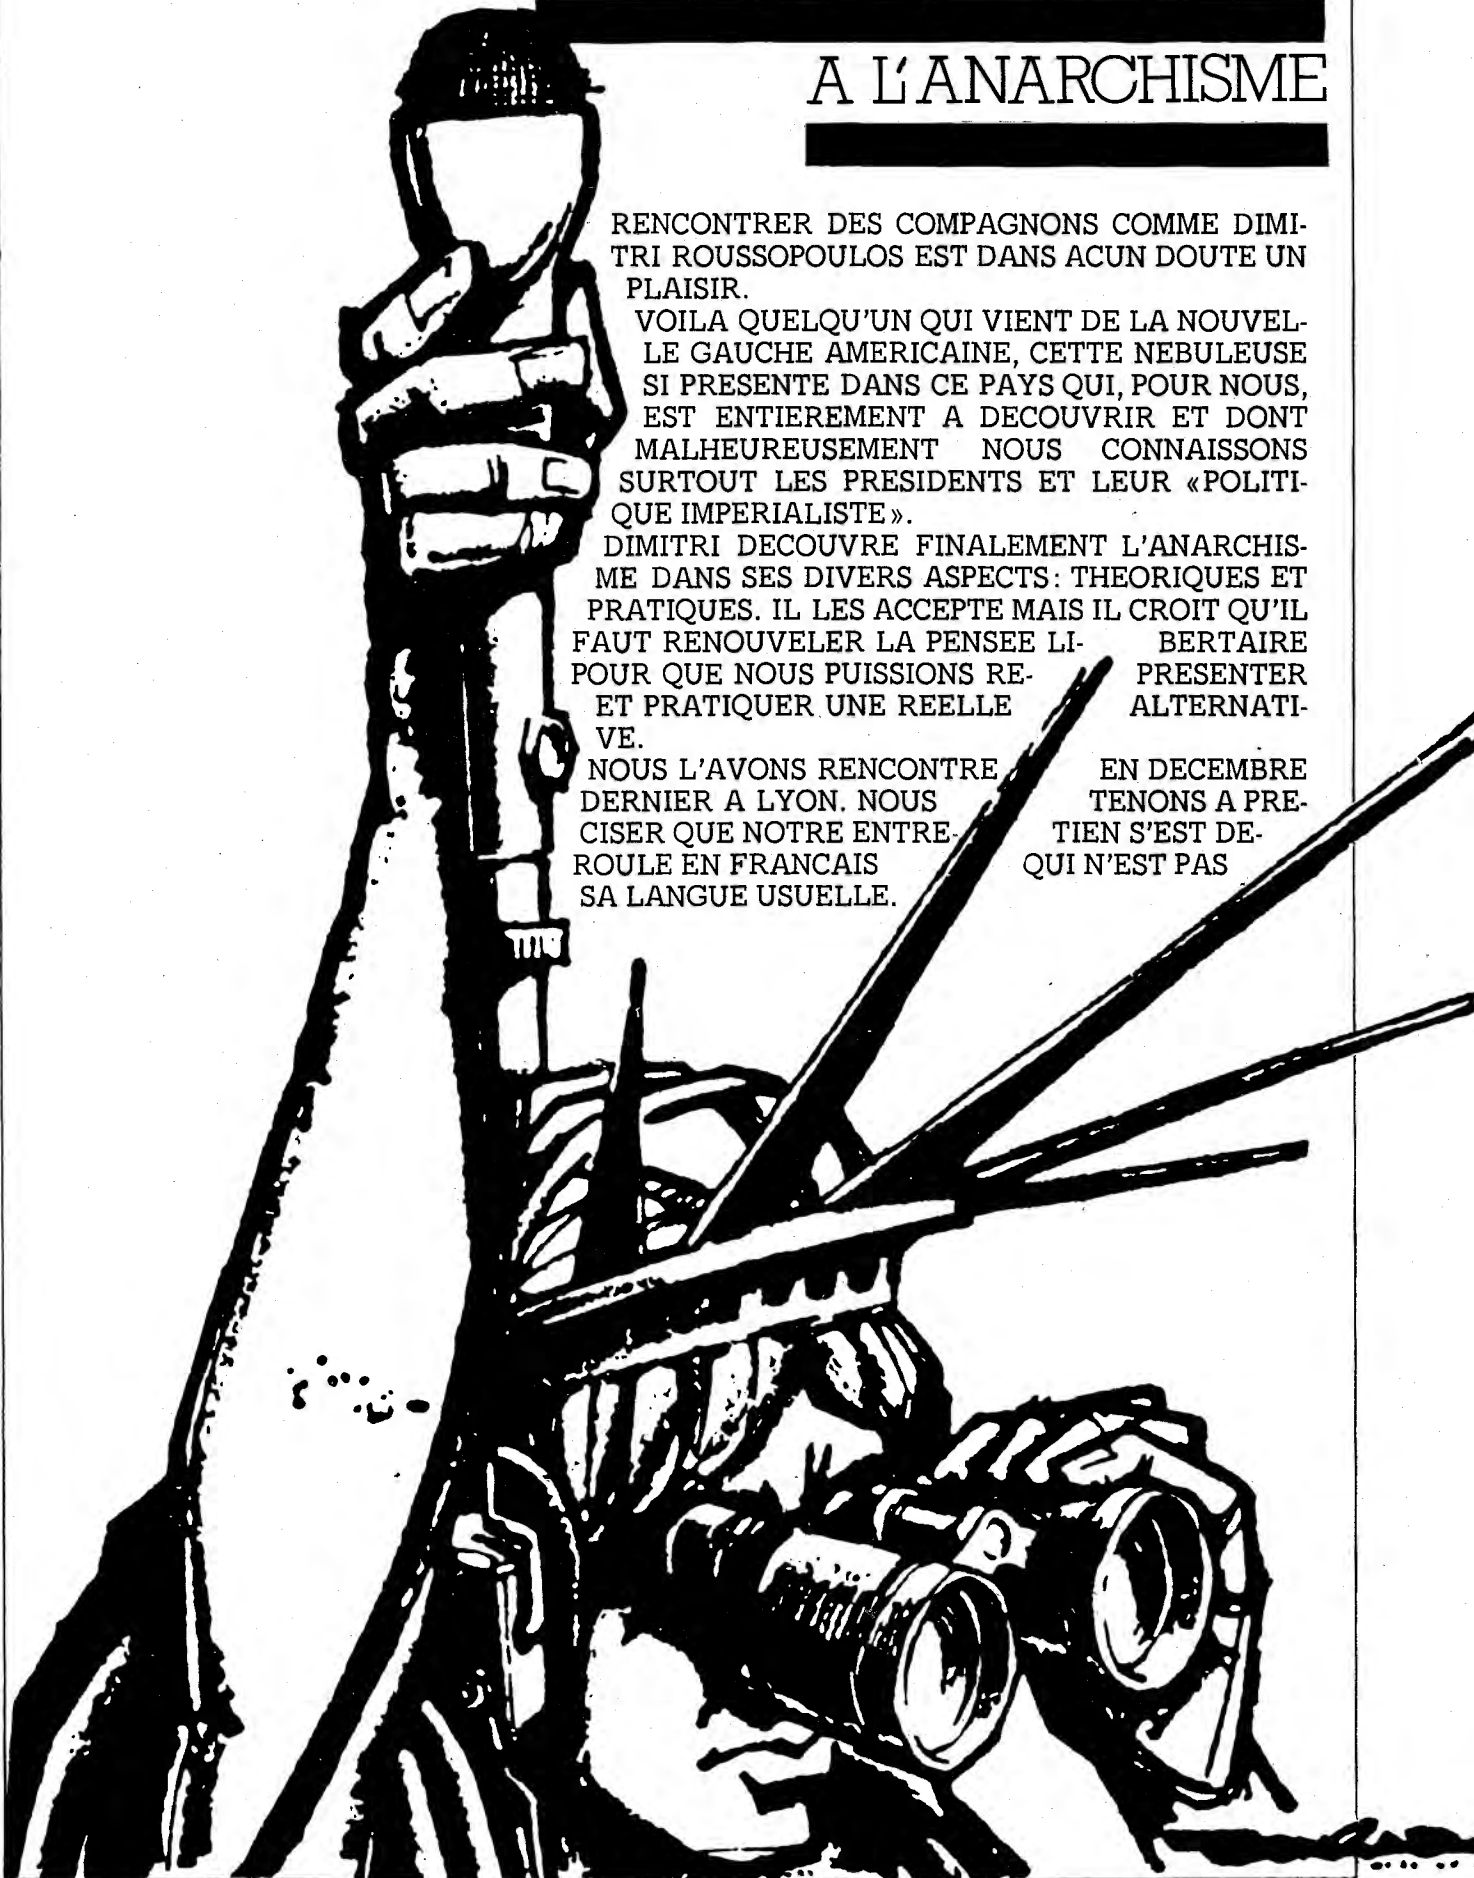 A L'ANARCHISME
RENCONTRER DES COMPAGNONS COMME DIMI-
TRI ROUSSOPOULOS EST DANS ACUN DOUTE UN
PLAISIR.
VOILA QUELQU'UN QUI VIENT DE LA NOUVEL-
LE GAUCHE AMERICAINE, CETTE NEBULEUSE
SI PRESENTE DANS CE PAYS QUI, POUR NOUS,
EST ENTIEREMENT A DECOUVRIR ET DONT
MALHEUREUSEMENT NOUS CONNAISSONS
SURTOUT LES PRESIDENTS ET LEUR «POLITI-
QUE IMPERIALISTE».
DIMITRI DECOUVRE FINALEMENT L'ANARCHIS-
ME DANS SES DIVERS ASPECTS: THEORIQUES ET
PRATIQUES. IL LES ACCEPTE MAIS IL CROIT QU'IL
FAUT RENOUVELER LA PENSEE LI- BERTAIRE
POUR QUE NOUS PUISSIONS RE- PRESENTER
ET PRATIQUER UNE REELLE ALTERNATI-
VE.
NOUS L'AVONS RENCONTRE EN DECEMBRE
DERNIER A LYON. NOUS TENONS A PRE-
CISER QUE NOTRE ENTRE- TIEN S'EST DE-
ROULE EN FRANCAIS QUI N'EST PAS
SA LANGUE USUELLE.